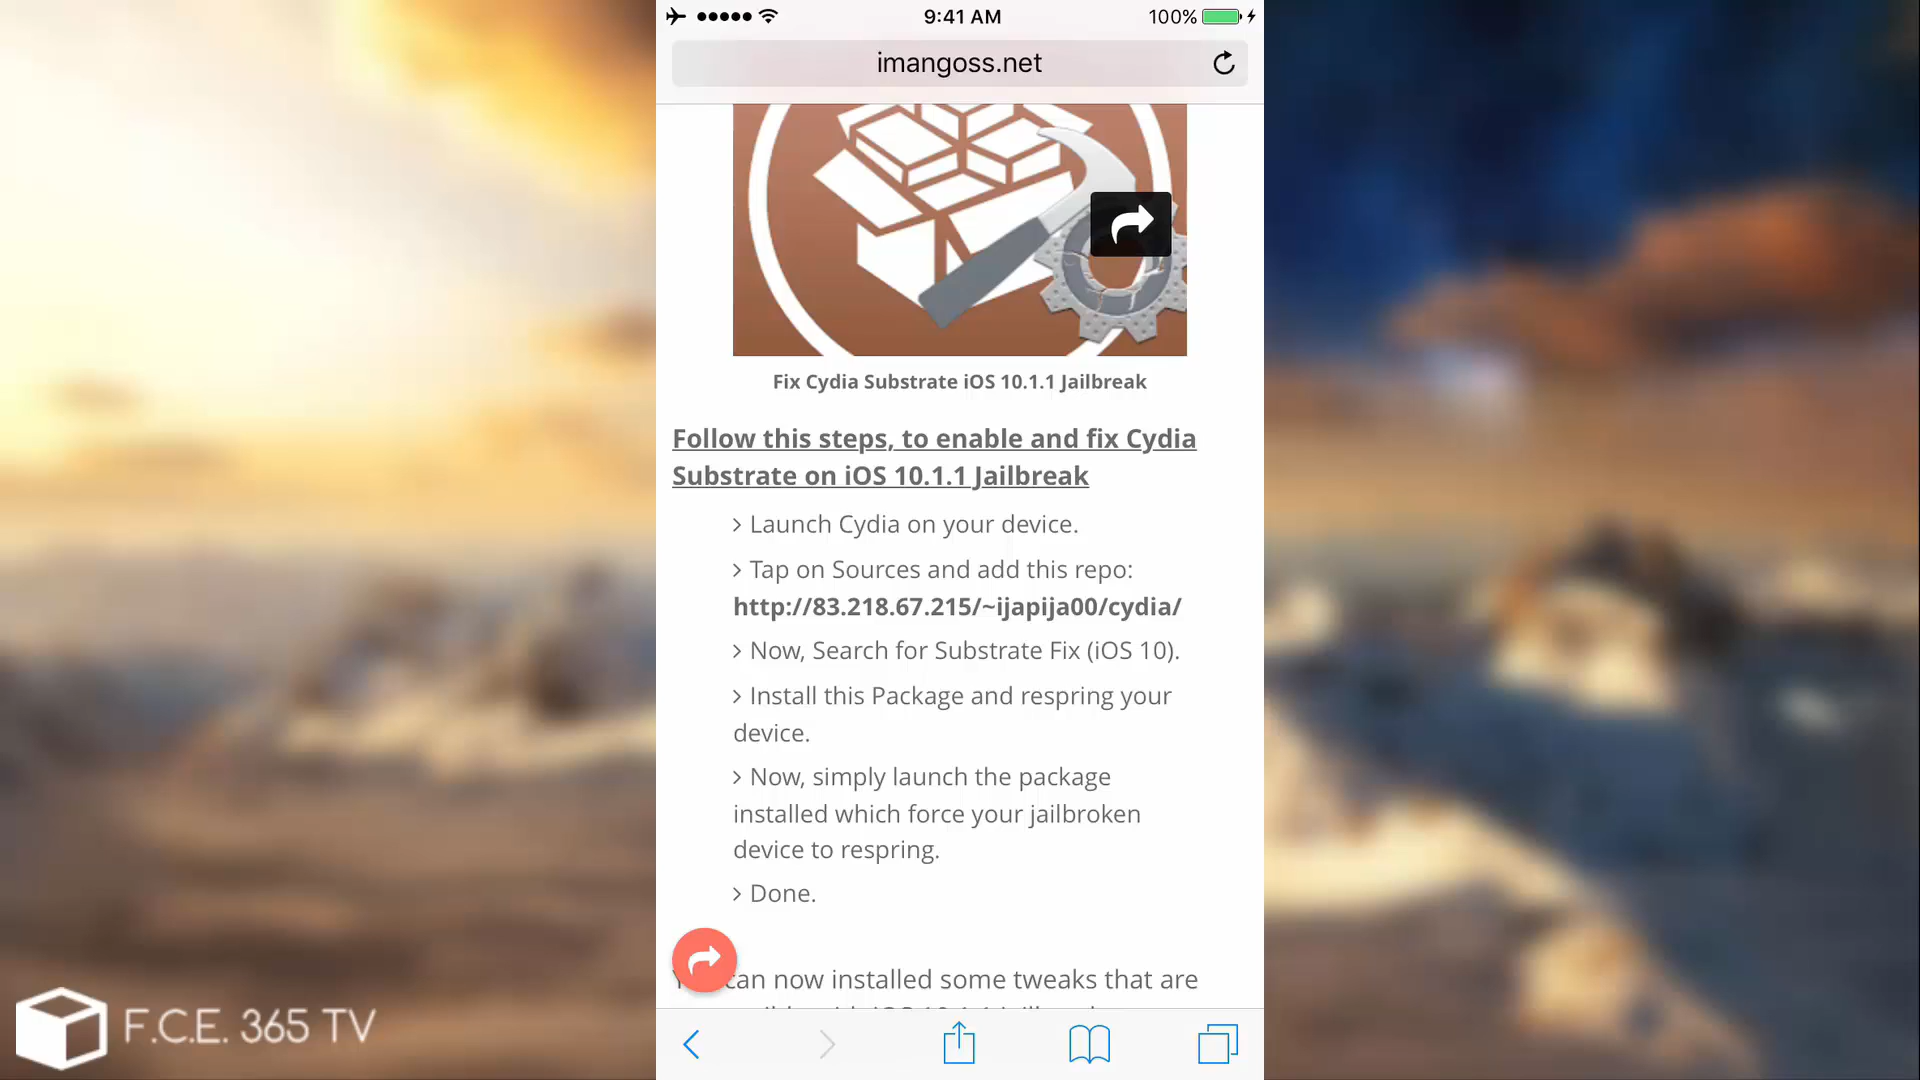 9:41 AM
100%
imangoss.net
Fix Cydia Substrate iOS 10.1.1 Jailbreak
Follow this steps, to enable and fix Cydia
Substrate on iOS 10.1.1 Jailbreak
Launch Cydia on your device.
Tap on Sources and add this repo:
http://83.218.67.215/~ijapija00/cydia/
Now, Search for Substrate Fix (iOS 10).
Install this Package and respring your
device.
Now, simply launch the package
installed which force your jailbroken
device to respring.
Done.
can now installed some tweaks that are
F.C.E. 365 TV